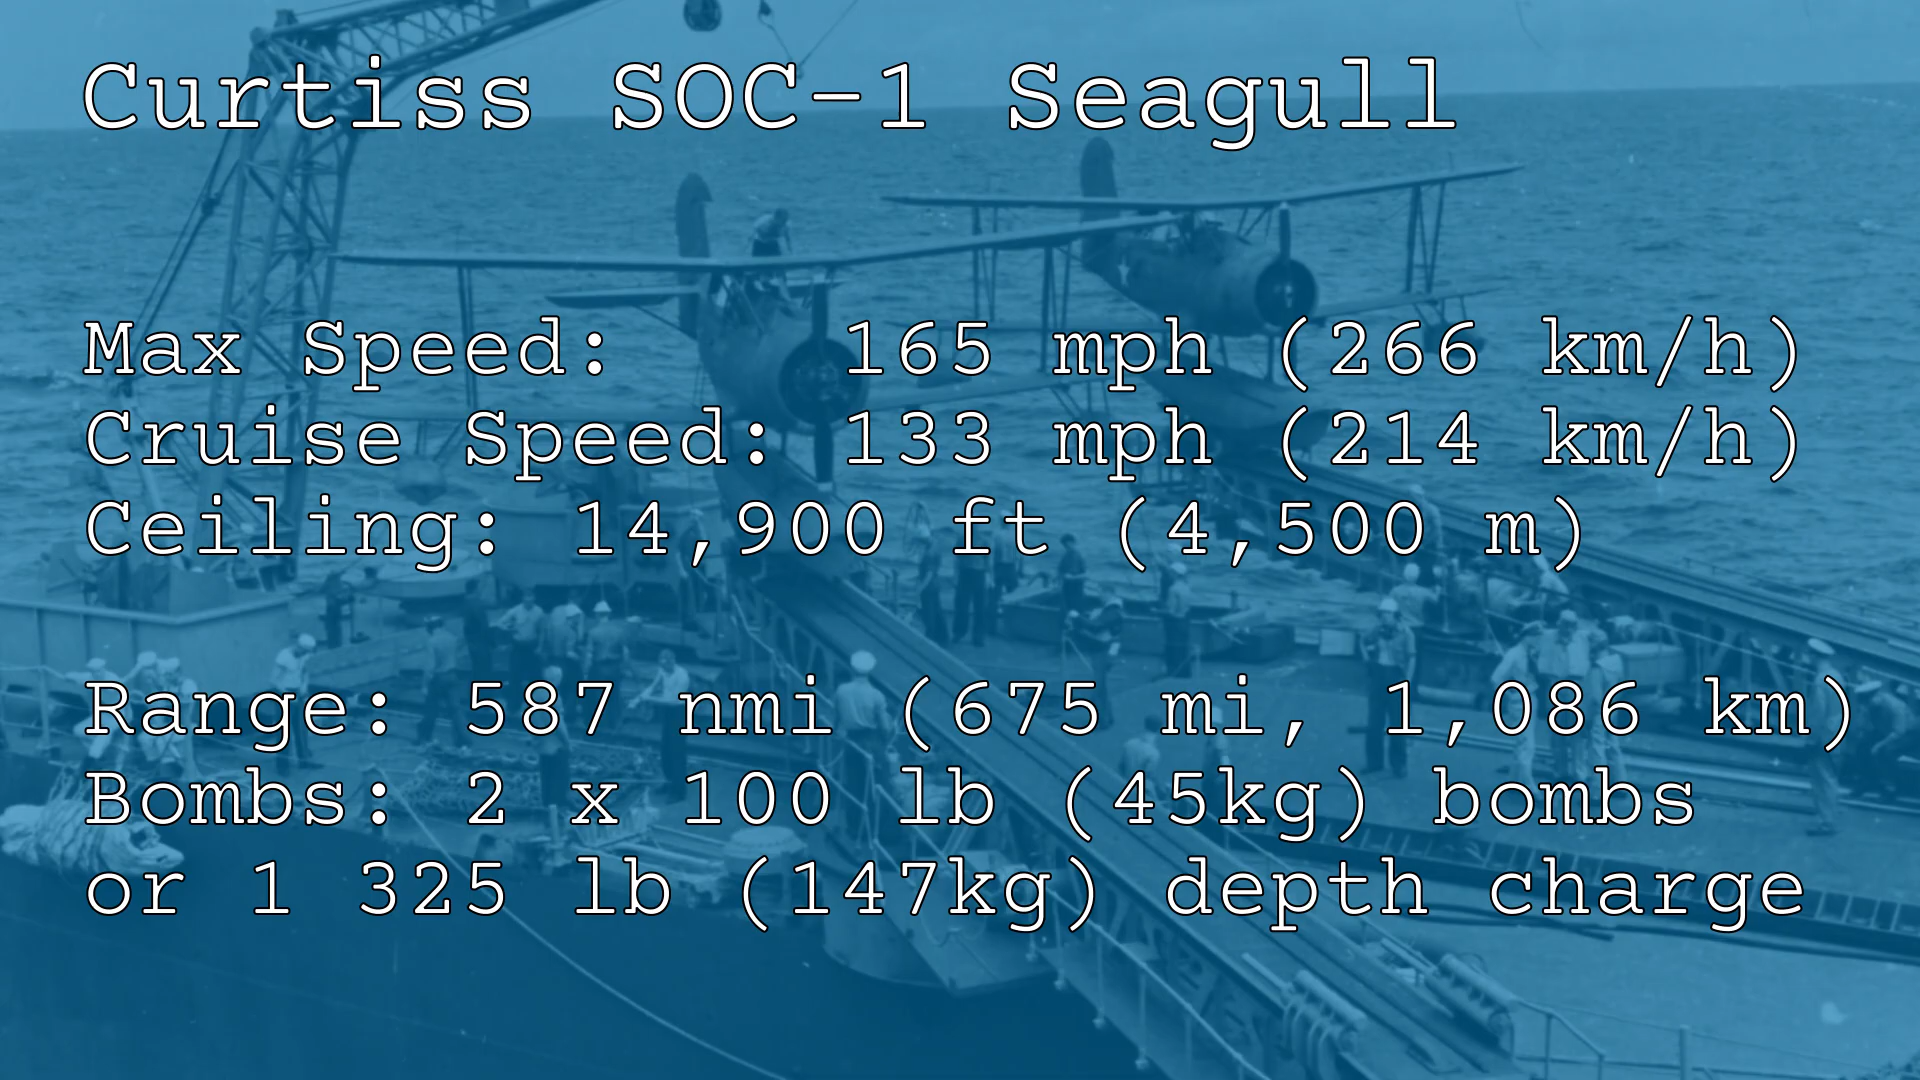 Curtiss SOC-1 Seagull
Max Speed: 165 mph (266 km/h)
Cruise Speed: 133 mph (214 km/h)
Ceiling: 14,900 ft (4,500 m)
Range: 587 nmi (675 mi, 1,086 km)
Bombs: 2 x 100 lb (45kg) bombs
or 1 325 lb (147kg) depth charge